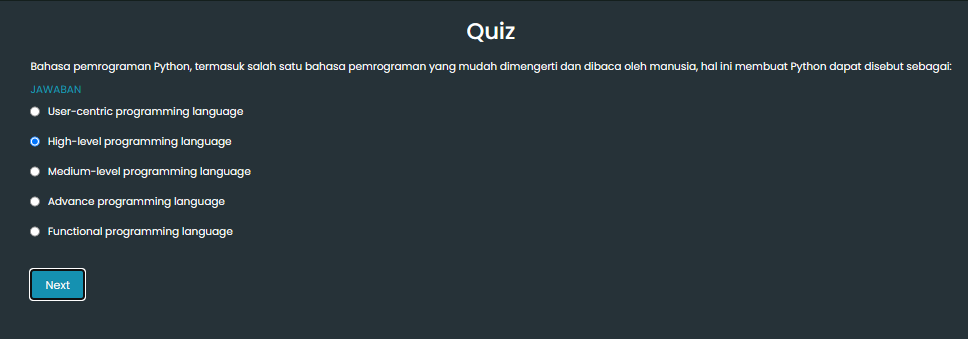 Quiz
Bahasa pemrograman Python, termasuk salah satu bahasa pemrograman yang mudah dimengerti dan dibaca oleh manusia, hal ini membuat Python dapat disebut sebagai:
JAWABAN
User-centric programming language
High-level programming language
Medium-level programming language
Advance programming language
Functional programming language
Next